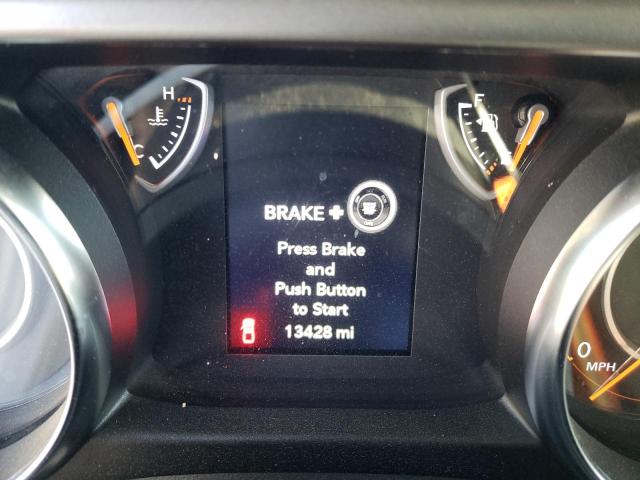 H
C
F
BRAKE +
Press Brake
and
Push Button
to Start
13428 mi
0
MPH